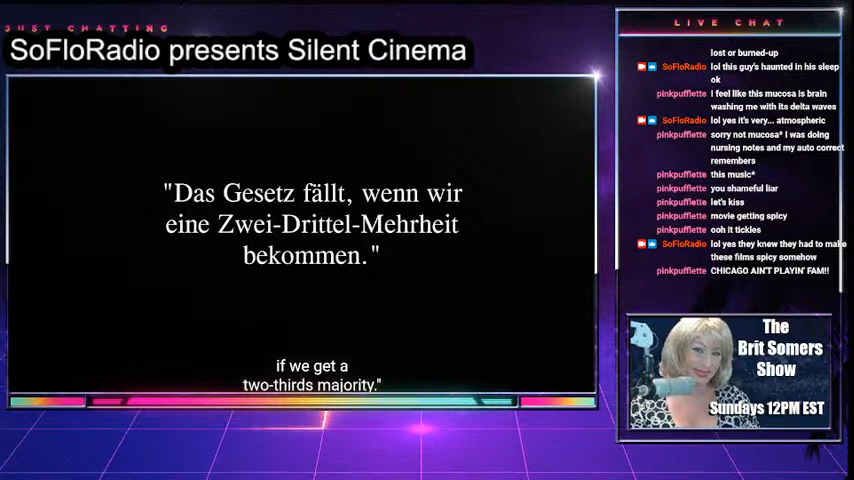 JUST CHATTING
SoFloRadio presents Silent Cinema
"Das Gesetz fällt, wenn wir
eine Zwei-Drittel-Mehrheit
bekommen."
if we get a
two-thirds majority."
LIVE CHAT
lost or burned-up
SoFloRadio lol this guy's haunted in his sleep
ok
pinkpufflette I feel like this mucosa is brain
washing me with its delta waves
SoFloRadio lol yes it's very... atmospheric
pinkpufflette sorry not mucosa* I was doing
nursing notes and my auto correct
remembers
pinkpufflette this music*
pinkpufflette you shameful liar
pinkpufflette let's kiss
pinkpufflette movie getting spicy
pinkpufflette ooh it tickles
SoFloRadio lol yes they knew they had to make
these films spicy somehow
pinkpufflette CHICAGO AIN'T PLAYIN' FAM!!
The
Brit Somers
Show
Sundays 12PM EST